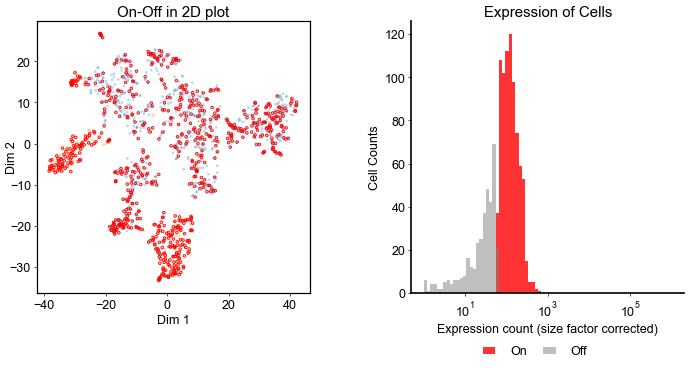 On-Off in 2D plot
Dim 2
20
10
0
−10
−20
−30
−40
−20
0
20
40
Dim 1
Expression of Cells
Cell Counts
120
100
80
60
40
20
0
10^1
10^3
10^5
Expression count (size factor corrected)
On
Off